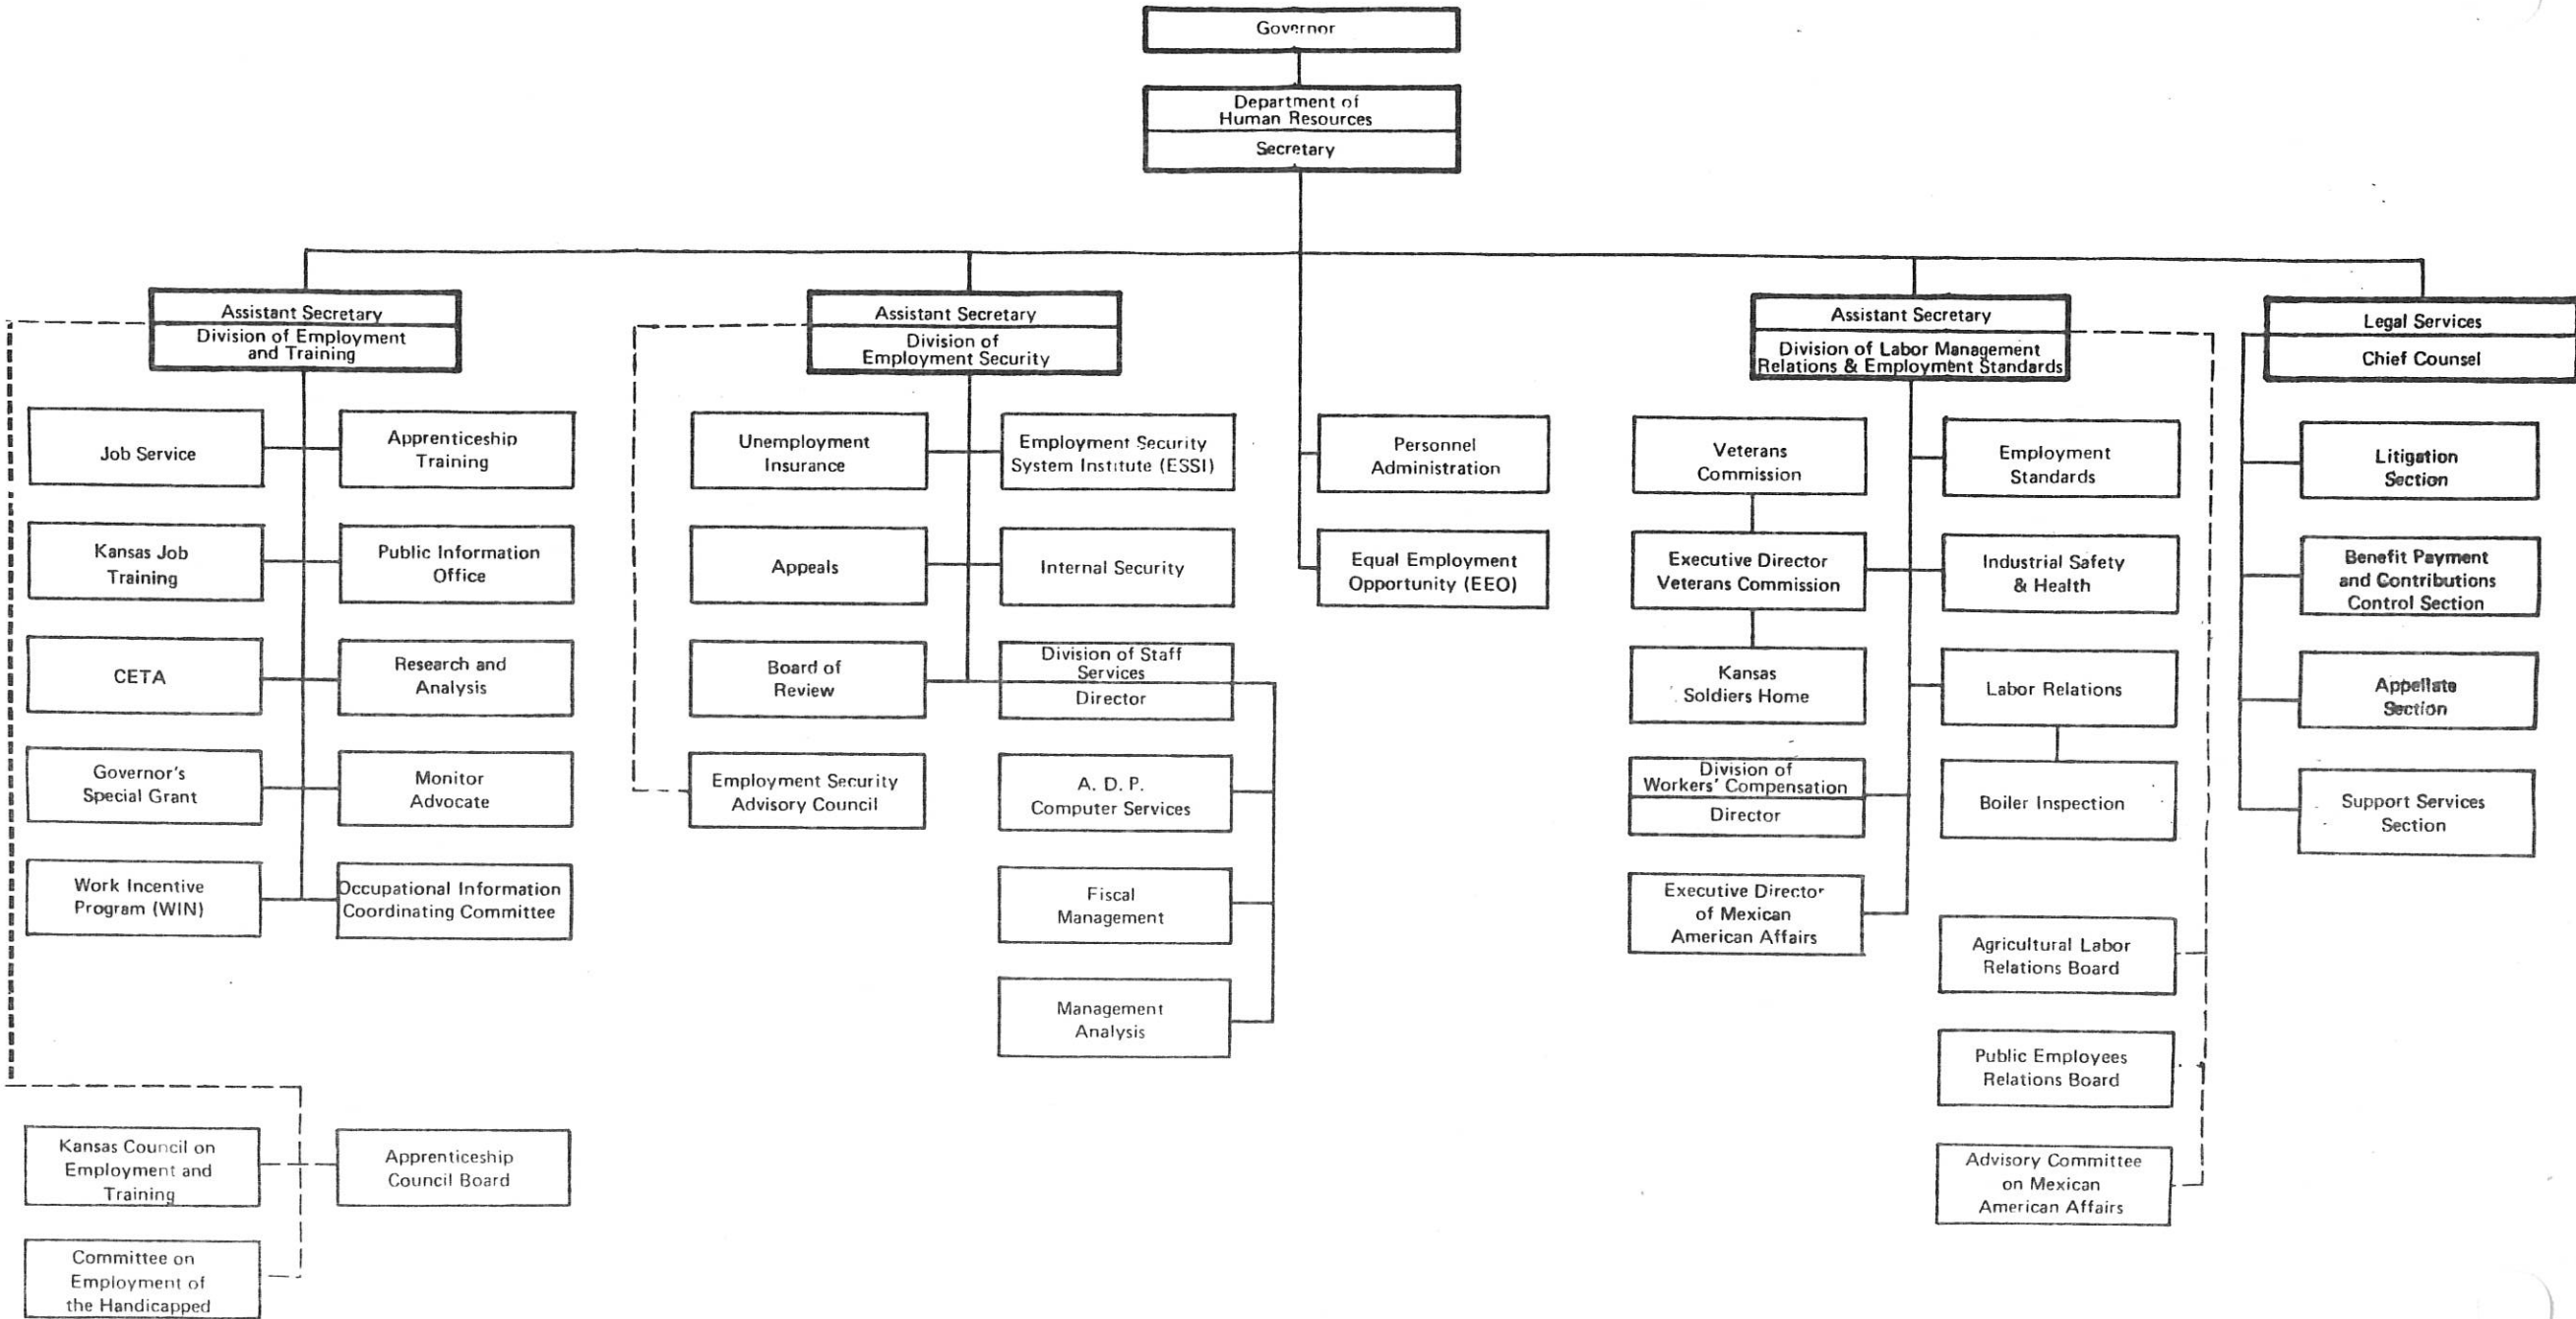 Governor
Department of
Human Resources
Secretary
Assistant Secretary
Division of Employment
and Training
Job Service
Apprenticeship
Training
Kansas Job
Training
Public Information
Office
CETA
Research and
Analysis
Governor's
Special Grant
Monitor
Advocate
Work Incentive
Program (WIN)
Occupational Information
Coordinating Committee
Kansas Council on
Employment and
Training
Apprenticeship
Council Board
Committee on
Employment of
the Handicapped
Assistant Secretary
Division of
Employment Security
Unemployment
Insurance
Employment Security
System Institute (ESSI)
Appeals
Internal Security
Board of
Review
Division of Staff
Services
Director
Employment Security
Advisory Council
A. D. P.
Computer Services
Fiscal
Management
Management
Analysis
Personnel
Administration
Equal Employment
Opportunity (EEO)
Assistant Secretary
Division of Labor Management
Relations & Employment Standards
Veterans
Commission
Employment
Standards
Executive Director
Veterans Commission
Industrial Safety
& Health
Kansas
Soldiers Home
Labor Relations
Division of
Workers' Compensation
Director
Boiler Inspection
Executive Director
of Mexican
American Affairs
Agricultural Labor
Relations Board
Public Employees
Relations Board
Advisory Committee
on Mexican
American Affairs
Legal Services
Chief Counsel
Litigation
Section
Benefit Payment
and Contributions
Control Section
Appellate
Section
Support Services
Section